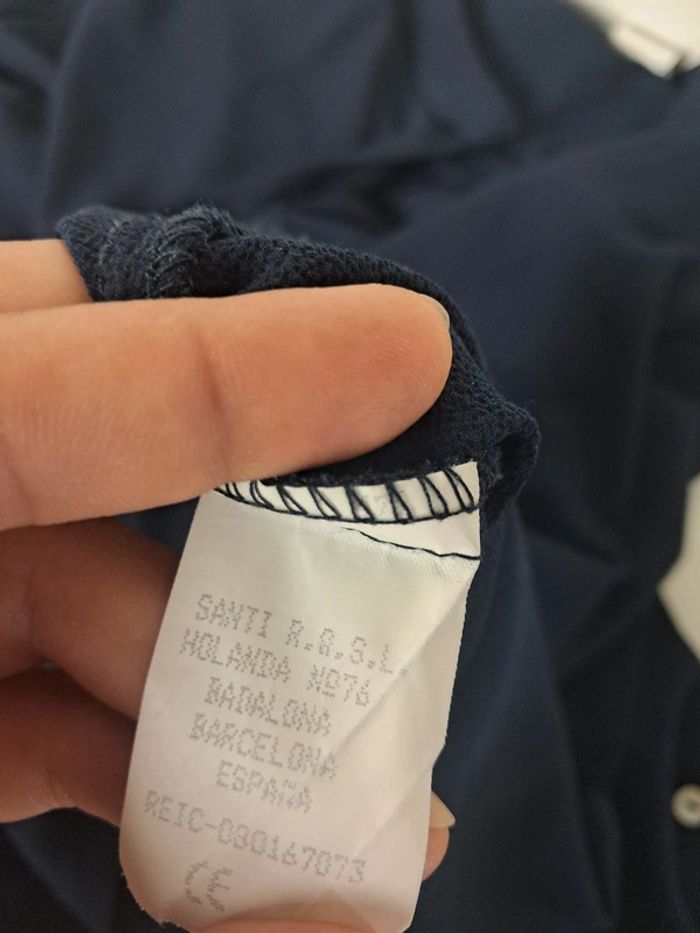 SANTI R.R.S.L.
HOLANDA Nº76
BADALONA
BARCELONA
ESPAÑA
REIC-080167073
CE